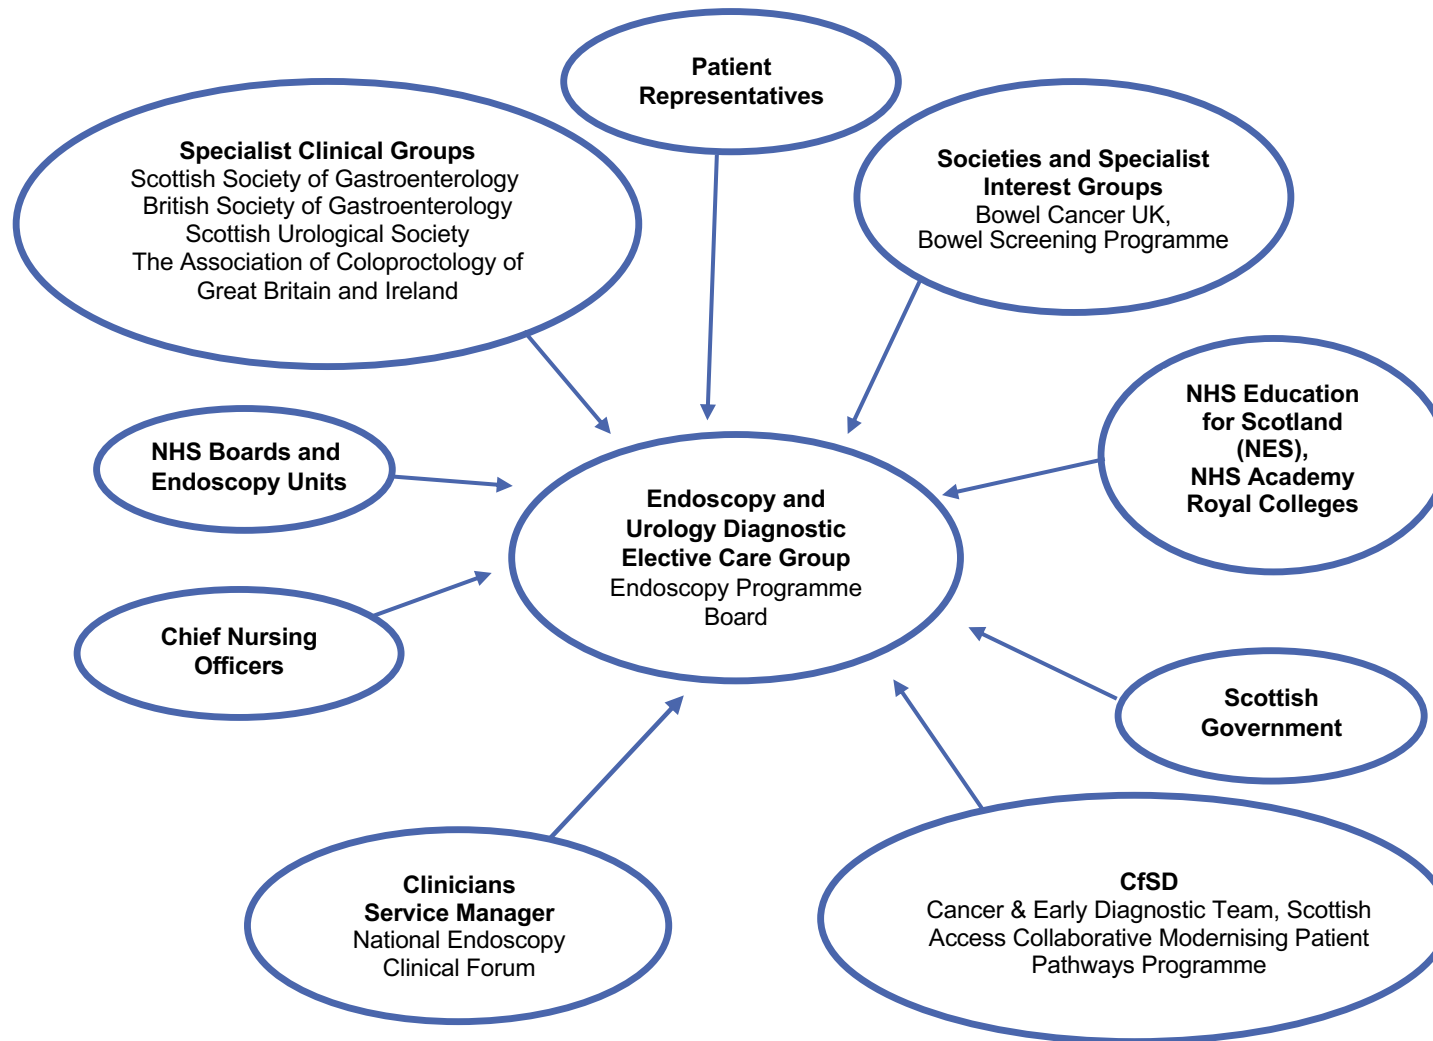 Patient
Representatives
Specialist Clinical Groups
Scottish Society of Gastroenterology
British Society of Gastroenterology
Scottish Urological Society
The Association of Coloproctology of
Great Britain and Ireland
Societies and Specialist
Interest Groups
Bowel Cancer UK,
Bowel Screening Programme
NHS Education
for Scotland
(NES),
NHS Academy
Royal Colleges
NHS Boards and
Endoscopy Units
Endoscopy and
Urology Diagnostic
Elective Care Group
Endoscopy Programme
Board
Chief Nursing
Officers
Scottish
Government
Clinicians
Service Manager
National Endoscopy
Clinical Forum
CfSD
Cancer & Early Diagnostic Team, Scottish
Access Collaborative Modernising Patient
Pathways Programme